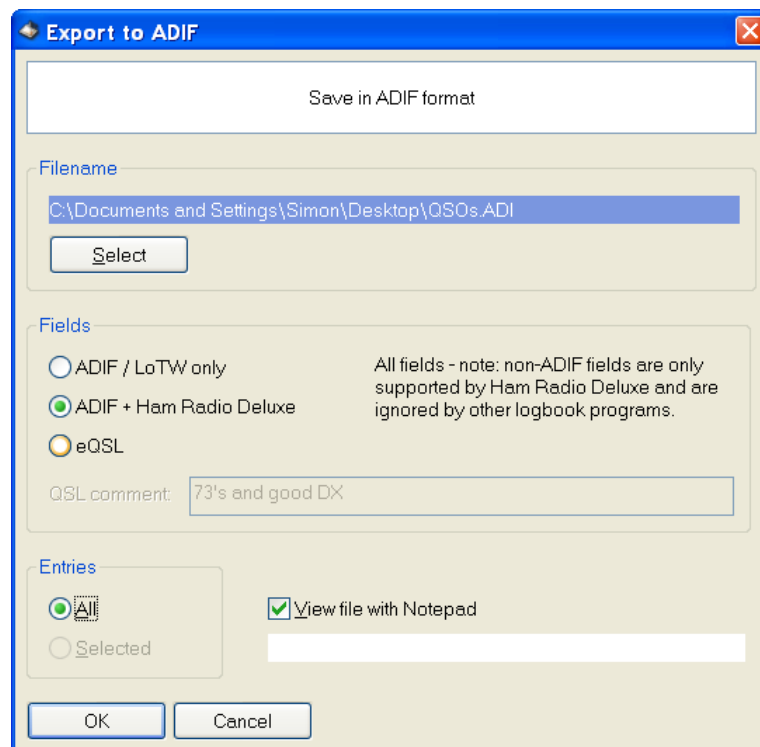 Export to ADIF
Save in ADIF format
Filename
C:\Documents and Settings\Simon\Desktop\QSOs.ADI
Select
Fields
ADIF / LoTW only
ADIF + Ham Radio Deluxe
eQSL
All fields - note: non-ADIF fields are only
supported by Ham Radio Deluxe and are
ignored by other logbook programs.
QSL comment: 73's and good DX
Entries
All
Selected
View file with Notepad
OK Cancel